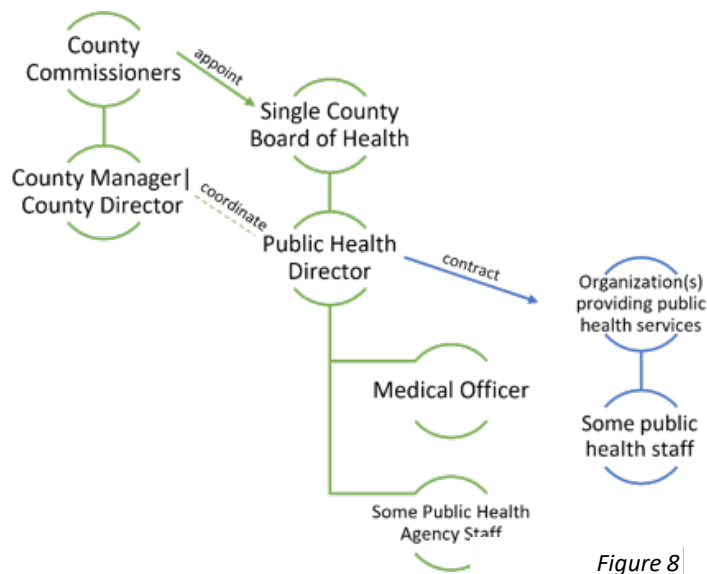 County
Commissioners
appoint
Single County
Board of Health
County Manager|
County Director
coordinate
Public Health
Director
contract
Organization(s)
providing public
health services
Medical Officer
Some public
health staff
Some Public Health
Agency Staff
Figure 8